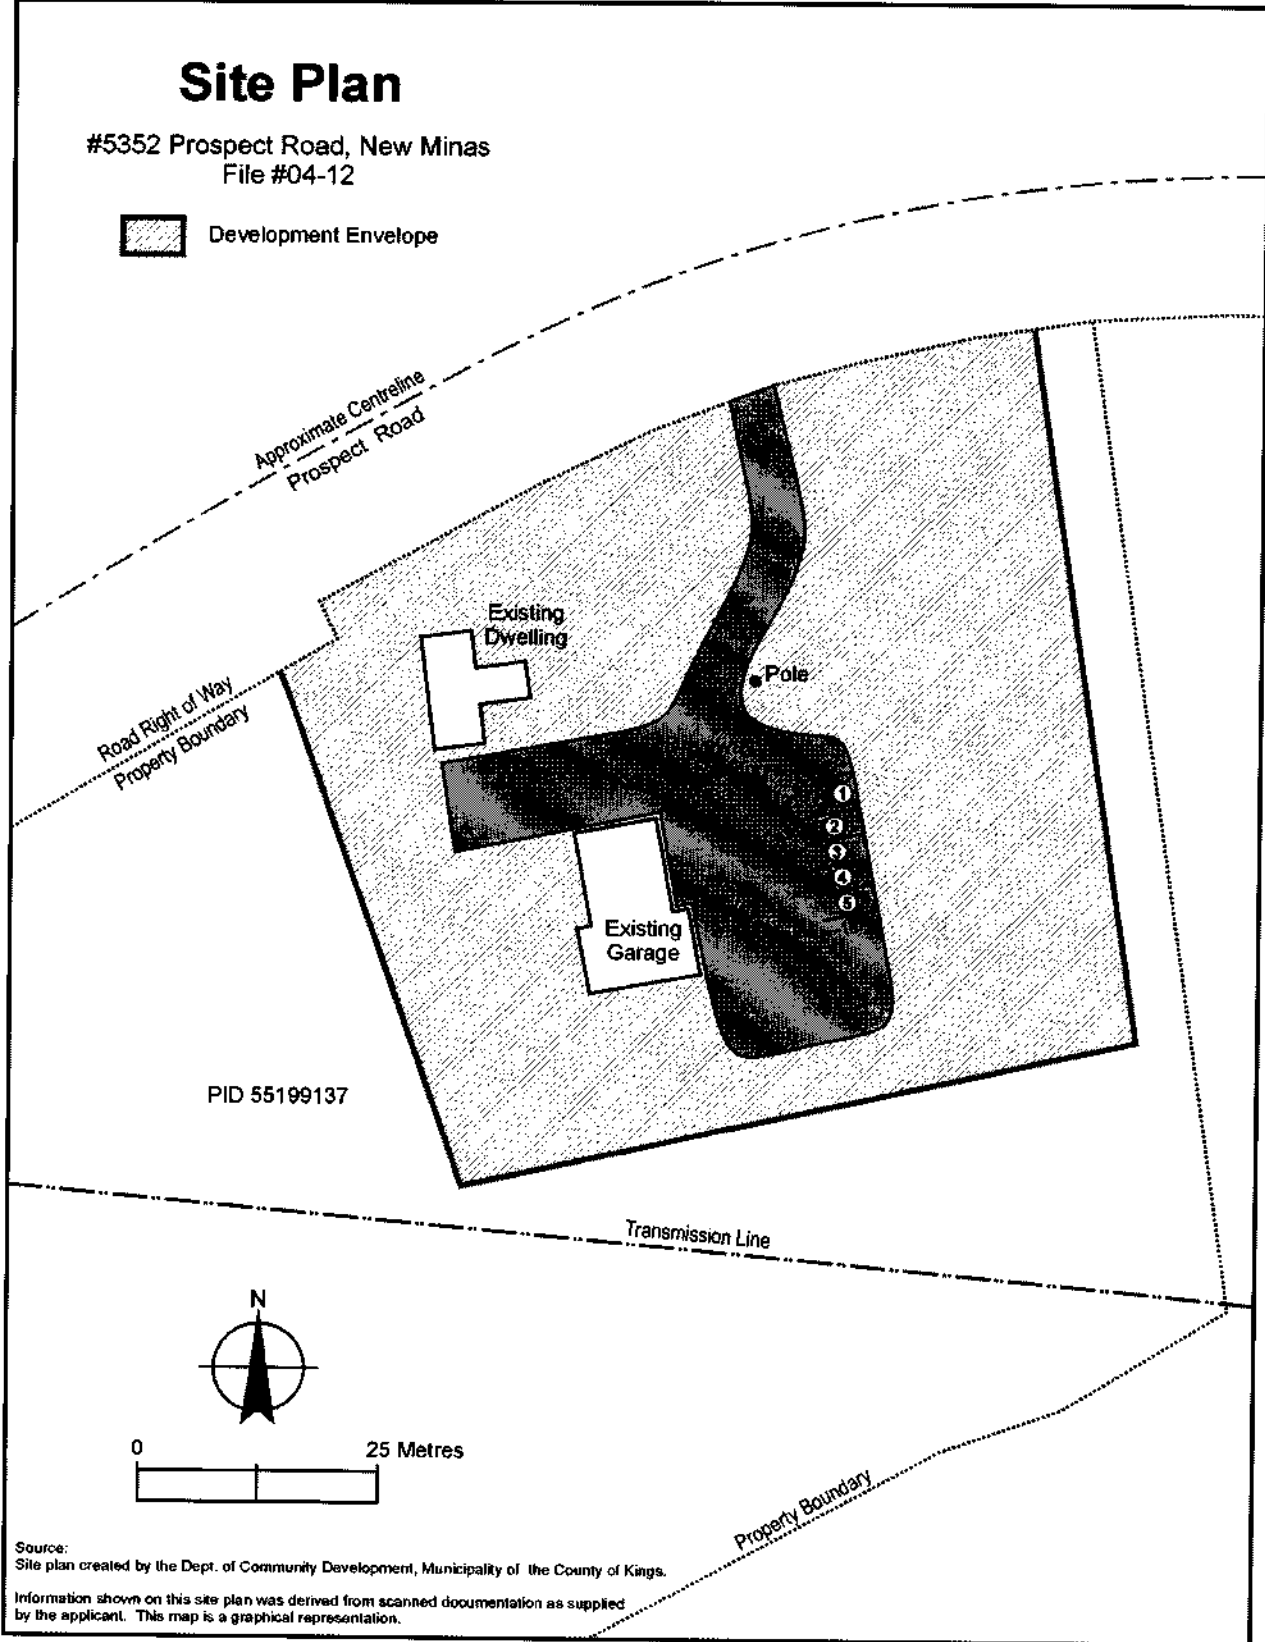 Site Plan
#5352 Prospect Road, New Minas
File #04-12
Development Envelope
Approximate Centreline
Prospect Road
Existing
Dwelling
Pole
Road Right of Way
Property Boundary
1
2
3
4
5
Existing
Garage
PID 55199137
Transmission Line
N
0
25 Metres
Property Boundary
Source:
Site plan created by the Dept. of Community Development, Municipality of the County of Kings.
Information shown on this site plan was derived from scanned documentation as supplied
by the applicant. This map is a graphical representation.